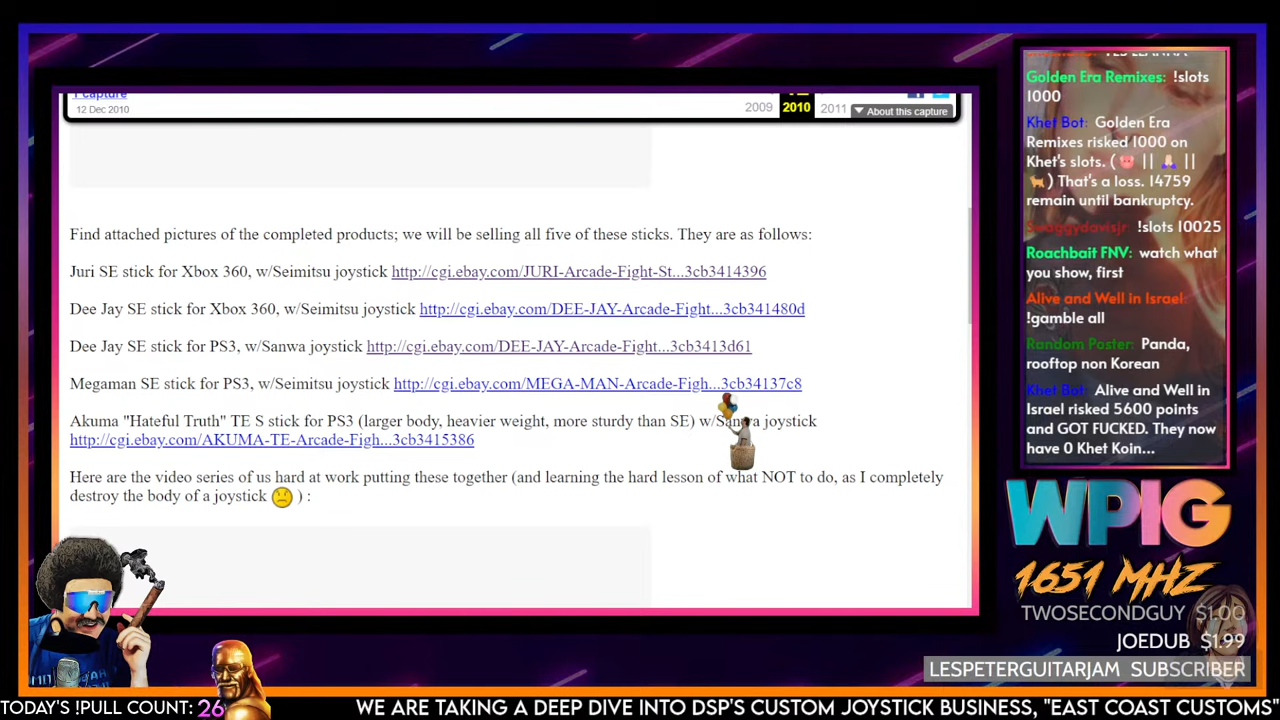 1 capture
12 Dec 2010
2009
2010
2011
About this capture
Find attached pictures of the completed products; we will be selling all five of these sticks. They are as follows:
Juri SE stick for Xbox 360, w/Seimitsu joystick http://cgi.ebay.com/JURI-Arcade-Fight-St...3cb3414396
Dee Jay SE stick for Xbox 360, w/Seimitsu joystick http://cgi.ebay.com/DEE-JAY-Arcade-Fight...3cb341480d
Dee Jay SE stick for PS3, w/Sanwa joystick http://cgi.ebay.com/DEE-JAY-Arcade-Fight...3cb3413d61
Megaman SE stick for PS3, w/Seimitsu joystick http://cgi.ebay.com/MEGA-MAN-Arcade-Figh...3cb34137c8
Akuma "Hateful Truth" TE S stick for PS3 (larger body, heavier weight, more sturdy than SE) w/Sanwa joystick
http://cgi.ebay.com/AKUMA-TE-Arcade-Figh...3cb3415386
Here are the video series of us hard at work putting these together (and learning the hard lesson of what NOT to do, as I completely
destroy the body of a joystick ) :
Golden Era Remixes: !slots
1000
Khet Bot: Golden Era
Remixes risked 1000 on
Khet's slots. ( || ||
) That's a loss. 14759
remain until bankruptcy.
Swaggydavisjr: !slots 10025
Roachbait FNV: watch what
you show, first
Alive and Well in Israel:
!gamble all
Random Poster: Panda,
rooftop non Korean
Khet Bot: Alive and Well in
Israel risked 5600 points
and GOT FUCKED. They now
have 0 Khet Koin...
WPIG
1651 MHZ
TWOSECONDGUY $1.00
JOEDUB $1.99
LESPETERGUITARJAM SUBSCRIBER
TODAY'S !PULL COUNT: 26
WE ARE TAKING A DEEP DIVE INTO DSP'S CUSTOM JOYSTICK BUSINESS, "EAST COAST CUSTOMS"